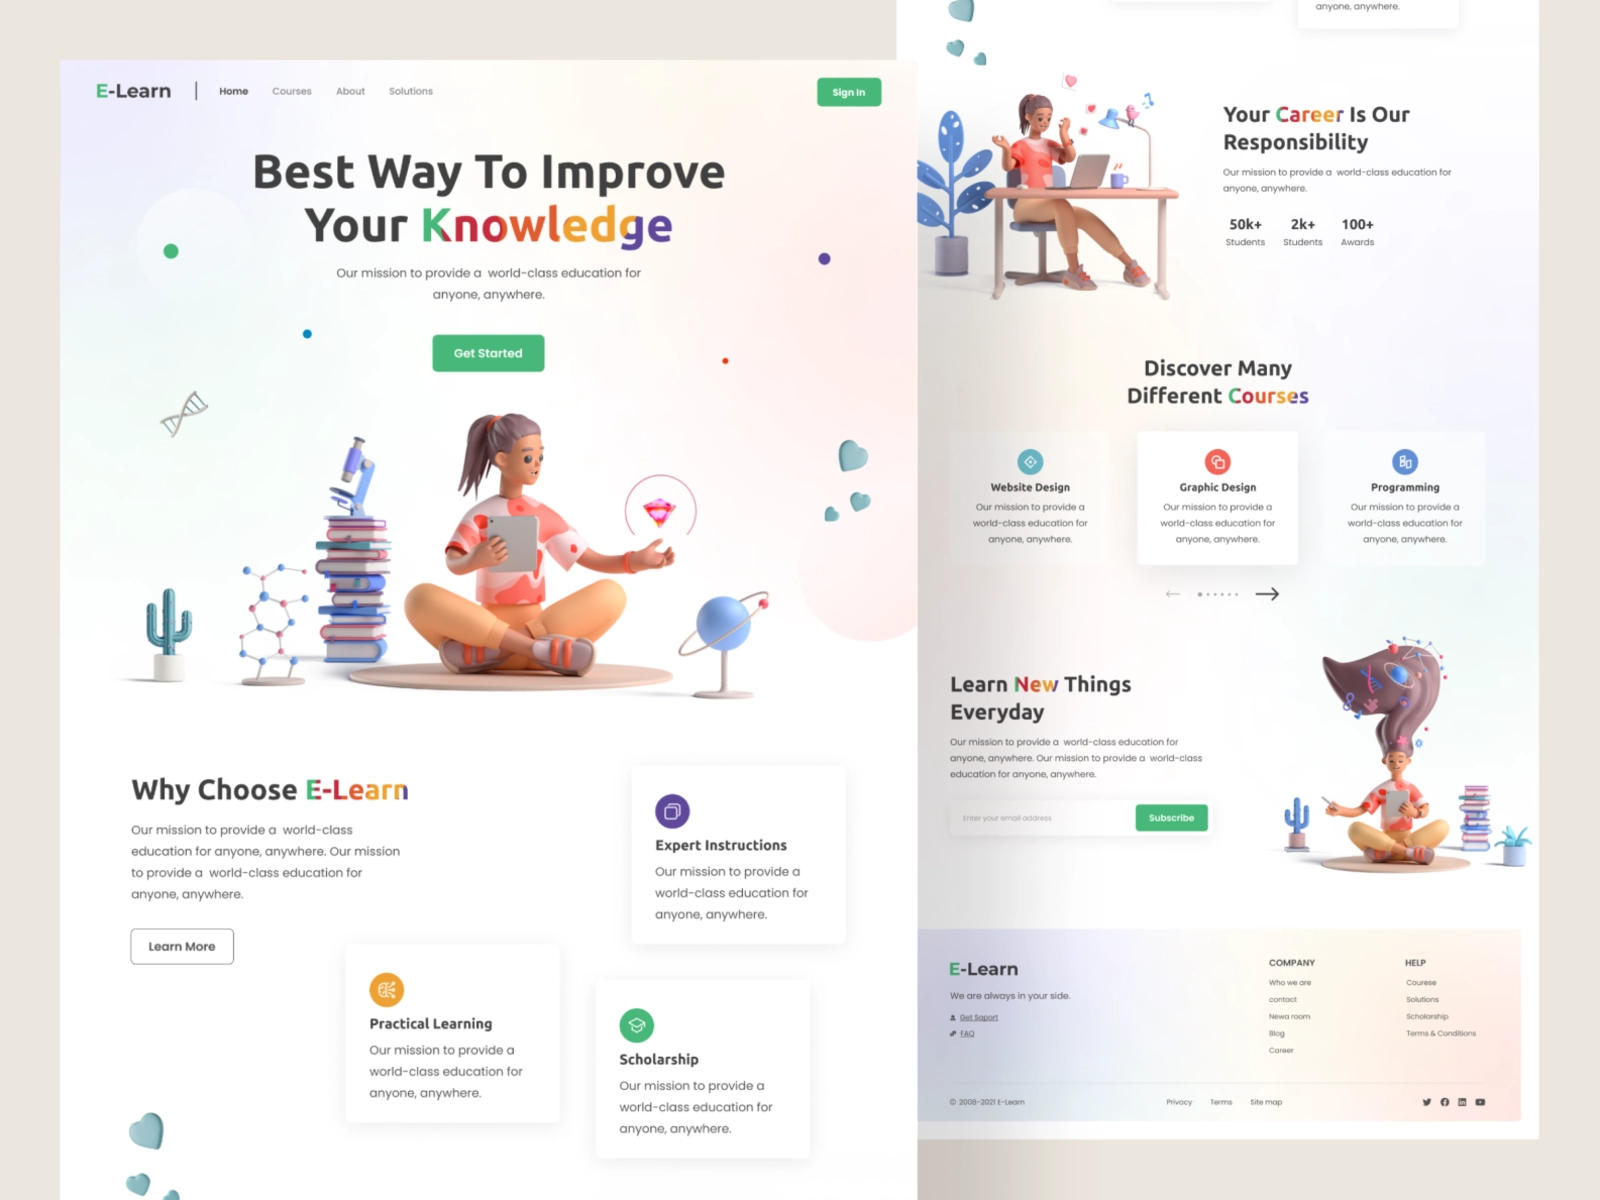 E-Learn
Home
Courses
About
Solutions
Sign In
Best Way To Improve
Your Knowledge
Our mission to provide a world-class education for
anyone, anywhere.
Get Started
Why Choose E-Learn
Our mission to provide a world-class
education for anyone, anywhere. Our mission
to provide a world-class education for
anyone, anywhere.
Learn More
Expert Instructions
Our mission to provide a
world-class education for
anyone, anywhere.
Practical Learning
Our mission to provide a
world-class education for
anyone, anywhere.
Scholarship
Our mission to provide a
world-class education for
anyone, anywhere.
anyone, anywhere.
Your Career Is Our
Responsibility
Our mission to provide a world-class education for
anyone, anywhere.
50k+
Students
2k+
Students
100+
Awards
Discover Many
Different Courses
Website Design
Our mission to provide a
world-class education for
anyone, anywhere.
Graphic Design
Our mission to provide a
world-class education for
anyone, anywhere.
Programming
Our mission to provide a
world-class education for
anyone, anywhere.
Learn New Things
Everyday
Our mission to provide a world-class education for
anyone, anywhere. Our mission to provide a world-class
education for anyone, anywhere.
Enter your email address
Subscribe
E-Learn
We are always in your side.
Get Saport
FAQ
COMPANY
Who we are
contact
Newa room
Blog
Career
HELP
Courese
Solutions
Scholarship
Terms & Conditions
© 2008-2021 E-Learn
Privacy
Terms
Site map